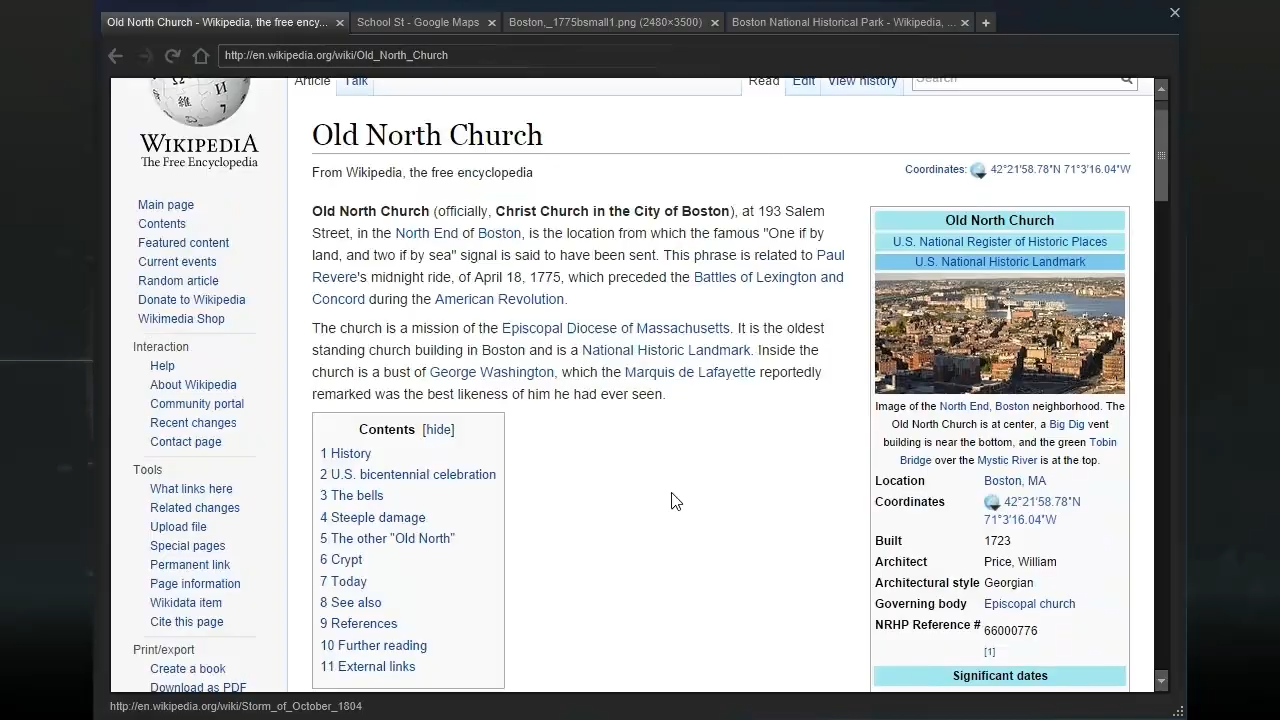 Old North Church - Wikipedia, the free ency...
School St - Google Maps
Boston,_1775bsmall1.png (2480×3500)
Boston National Historical Park - Wikipedia, ...
http://en.wikipedia.org/wiki/Old_North_Church
Article
Talk
Read
Edit
View history
Search
WIKIPEDIA
The Free Encyclopedia
Main page
Contents
Featured content
Current events
Random article
Donate to Wikipedia
Wikimedia Shop
Interaction
Help
About Wikipedia
Community portal
Recent changes
Contact page
Tools
What links here
Related changes
Upload file
Special pages
Permanent link
Page information
Wikidata item
Cite this page
Print/export
Create a book
Download as PDF
Old North Church
From Wikipedia, the free encyclopedia
Coordinates: 42°21′58.78″N 71°3′16.04″W
Old North Church (officially, Christ Church in the City of Boston), at 193 Salem
Street, in the North End of Boston, is the location from which the famous "One if by
land, and two if by sea" signal is said to have been sent. This phrase is related to Paul
Revere's midnight ride, of April 18, 1775, which preceded the Battles of Lexington and
Concord during the American Revolution.
The church is a mission of the Episcopal Diocese of Massachusetts. It is the oldest
standing church building in Boston and is a National Historic Landmark. Inside the
church is a bust of George Washington, which the Marquis de Lafayette reportedly
remarked was the best likeness of him he had ever seen.
Contents [hide]
1 History
2 U.S. bicentennial celebration
3 The bells
4 Steeple damage
5 The other "Old North"
6 Crypt
7 Today
8 See also
9 References
10 Further reading
11 External links
Old North Church
U.S. National Register of Historic Places
U.S. National Historic Landmark
Image of the North End, Boston neighborhood. The
Old North Church is at center, a Big Dig vent
building is near the bottom, and the green Tobin
Bridge over the Mystic River is at the top.
Location Boston, MA
Coordinates 42°21′58.78″N
71°3′16.04″W
Built 1723
Architect Price, William
Architectural style Georgian
Governing body Episcopal church
NRHP Reference # 66000776
[1]
Significant dates
http://en.wikipedia.org/wiki/Storm_of_October_1804